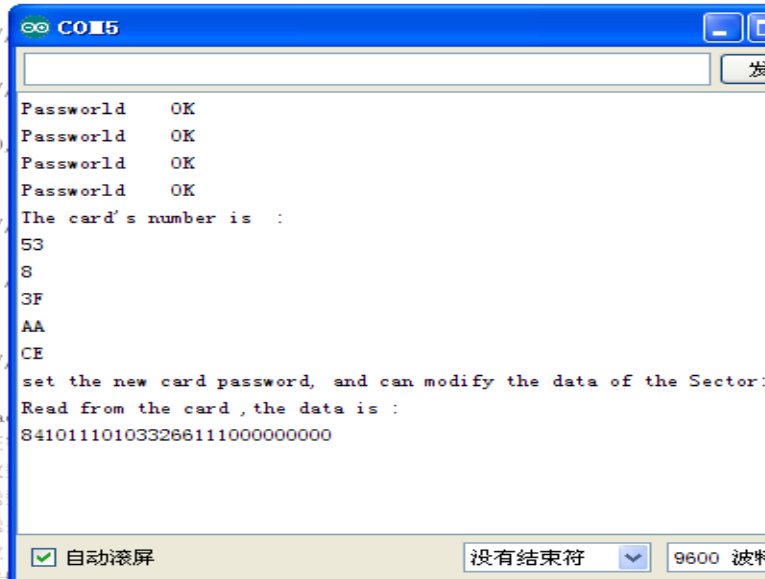 COM5
发
Passworld OK
Passworld OK
Passworld OK
Passworld OK
The card's number is :
53
8
3F
AA
CE
set the new card password, and can modify the data of the Sector:
Read from the card ,the data is :
8410111010332661110000000000
自动滚屏
没有结束符
9600 波特